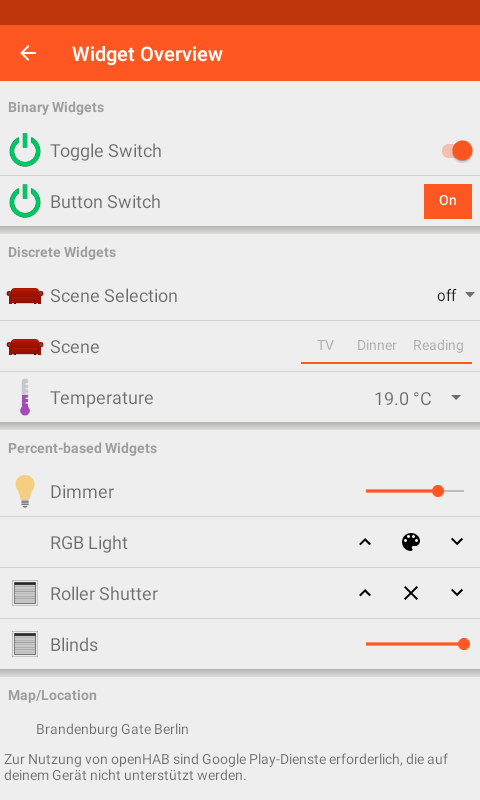 Widget Overview
Binary Widgets
Toggle Switch
Button Switch
On
Discrete Widgets
Scene Selection
off
Scene
TV Dinner Reading
Temperature
19.0 °C
Percent-based Widgets
Dimmer
RGB Light
Roller Shutter
Blinds
Map/Location
Brandenburg Gate Berlin
Zur Nutzung von openHAB sind Google Play-Dienste erforderlich, die auf
deinem Gerät nicht unterstützt werden.